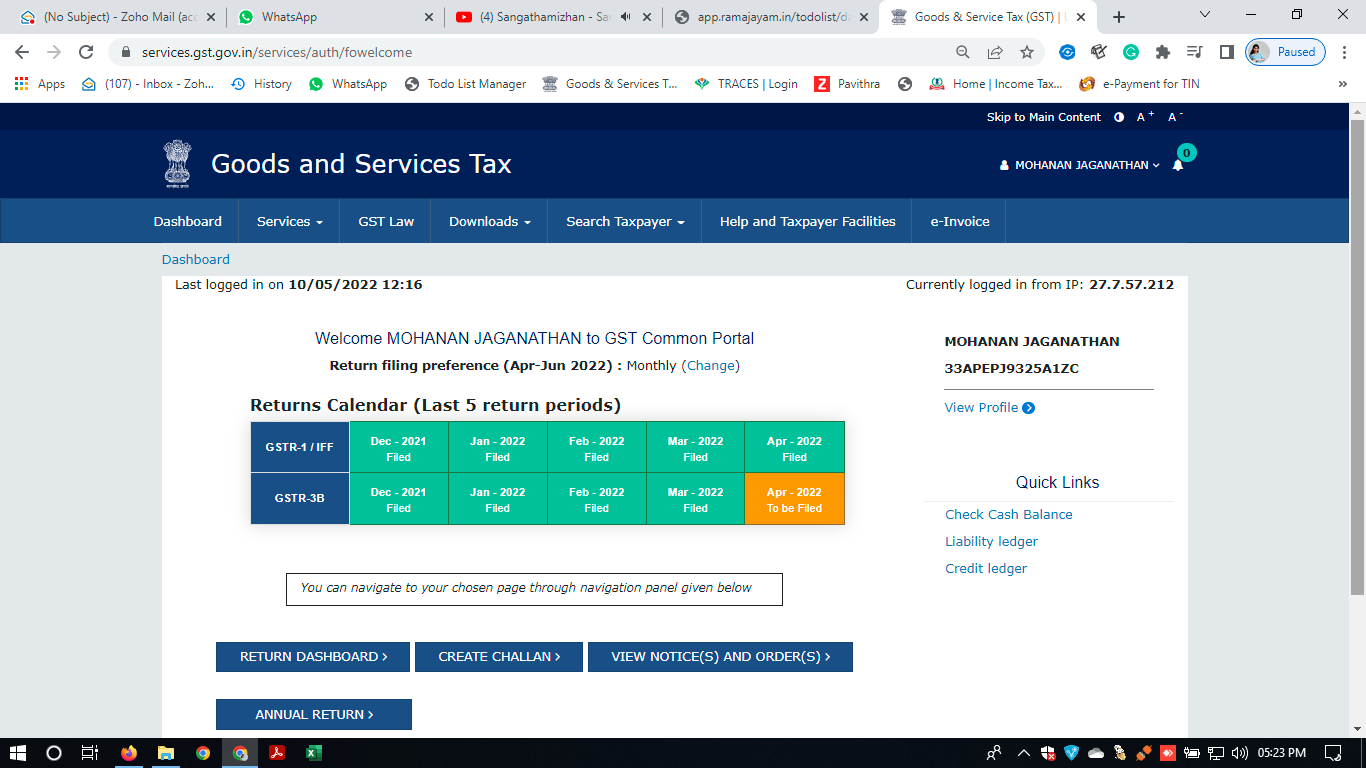 (No Subject) - Zoho Mail (acc
WhatsApp
(4) Sangathamizhan - Sa
app.ramajayam.in/todolist/da
Goods & Service Tax (GST) | U
services.gst.gov.in/services/auth/fowelcome
Paused
Apps
(107) - Inbox - Zoh...
History
WhatsApp
Todo List Manager
Goods & Services T...
TRACES | Login
Pavithra
Home | Income Tax...
e-Payment for TIN
»
Skip to Main Content
A +
A -
Goods and Services Tax
MOHANAN JAGANATHAN
0
Dashboard
Services
GST Law
Downloads
Search Taxpayer
Help and Taxpayer Facilities
e-Invoice
Dashboard
Last logged in on 10/05/2022 12:16
Currently logged in from IP: 27.7.57.212
Welcome MOHANAN JAGANATHAN to GST Common Portal
Return filing preference (Apr-Jun 2022) : Monthly (Change)
MOHANAN JAGANATHAN
33APEPJ9325A1ZC
View Profile
Returns Calendar (Last 5 return periods)
GSTR-1 / IFF
Dec - 2021
Filed
Jan - 2022
Filed
Feb - 2022
Filed
Mar - 2022
Filed
Apr - 2022
Filed
GSTR-3B
Dec - 2021
Filed
Jan - 2022
Filed
Feb - 2022
Filed
Mar - 2022
Filed
Apr - 2022
To be Filed
Quick Links
Check Cash Balance
Liability ledger
Credit ledger
You can navigate to your chosen page through navigation panel given below
RETURN DASHBOARD >
CREATE CHALLAN >
VIEW NOTICE(S) AND ORDER(S) >
ANNUAL RETURN >
05:23 PM